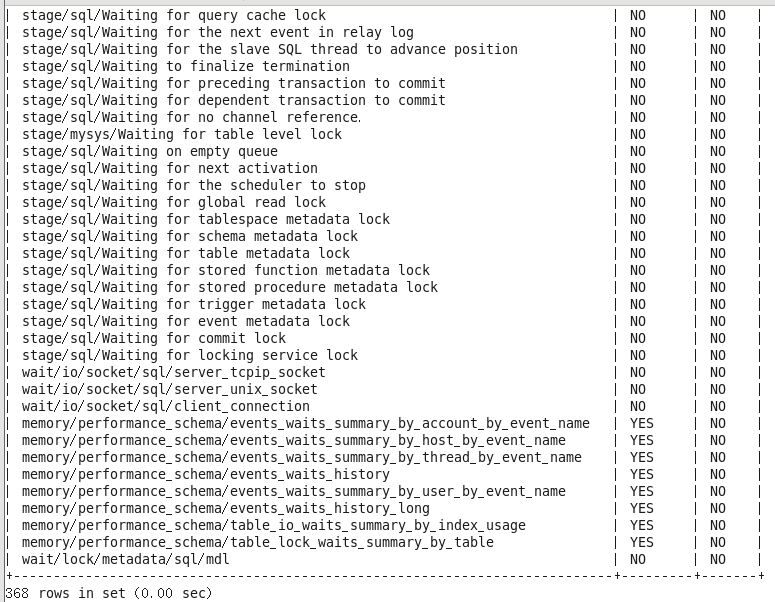 | stage/sql/Waiting for query cache lock | NO | NO |
| stage/sql/Waiting for the next event in relay log | NO | NO |
| stage/sql/Waiting for the slave SQL thread to advance position | NO | NO |
| stage/sql/Waiting to finalize termination | NO | NO |
| stage/sql/Waiting for preceding transaction to commit | NO | NO |
| stage/sql/Waiting for dependent transaction to commit | NO | NO |
| stage/sql/Waiting for no channel reference. | NO | NO |
| stage/mysys/Waiting for table level lock | NO | NO |
| stage/sql/Waiting on empty queue | NO | NO |
| stage/sql/Waiting for next activation | NO | NO |
| stage/sql/Waiting for the scheduler to stop | NO | NO |
| stage/sql/Waiting for global read lock | NO | NO |
| stage/sql/Waiting for tablespace metadata lock | NO | NO |
| stage/sql/Waiting for schema metadata lock | NO | NO |
| stage/sql/Waiting for table metadata lock | NO | NO |
| stage/sql/Waiting for stored function metadata lock | NO | NO |
| stage/sql/Waiting for stored procedure metadata lock | NO | NO |
| stage/sql/Waiting for trigger metadata lock | NO | NO |
| stage/sql/Waiting for event metadata lock | NO | NO |
| stage/sql/Waiting for commit lock | NO | NO |
| stage/sql/Waiting for locking service lock | NO | NO |
| wait/io/socket/sql/server_tcpip_socket | NO | NO |
| wait/io/socket/sql/server_unix_socket | NO | NO |
| wait/io/socket/sql/client_connection | NO | NO |
| memory/performance_schema/events_waits_summary_by_account_by_event_name | YES | NO |
| memory/performance_schema/events_waits_summary_by_host_by_event_name | YES | NO |
| memory/performance_schema/events_waits_summary_by_thread_by_event_name | YES | NO |
| memory/performance_schema/events_waits_history | YES | NO |
| memory/performance_schema/events_waits_summary_by_user_by_event_name | YES | NO |
| memory/performance_schema/events_waits_history_long | YES | NO |
| memory/performance_schema/table_io_waits_summary_by_index_usage | YES | NO |
| memory/performance_schema/table_lock_waits_summary_by_table | YES | NO |
| wait/lock/metadata/sql/mdl | NO | NO |
+---------------------------------------------------------------------------+---------+-------+
368 rows in set (0.00 sec)